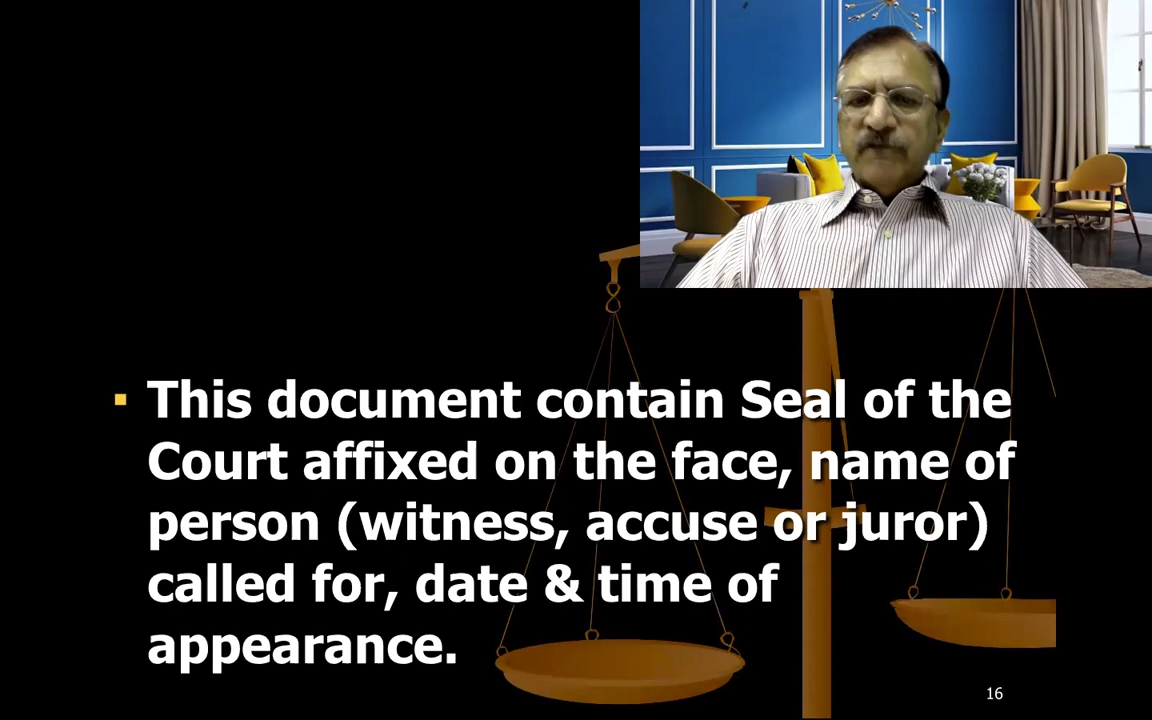 ▪ This document contain Seal of the
Court affixed on the face, name of
person (witness, accuse or juror)
called for, date & time of
appearance.
16